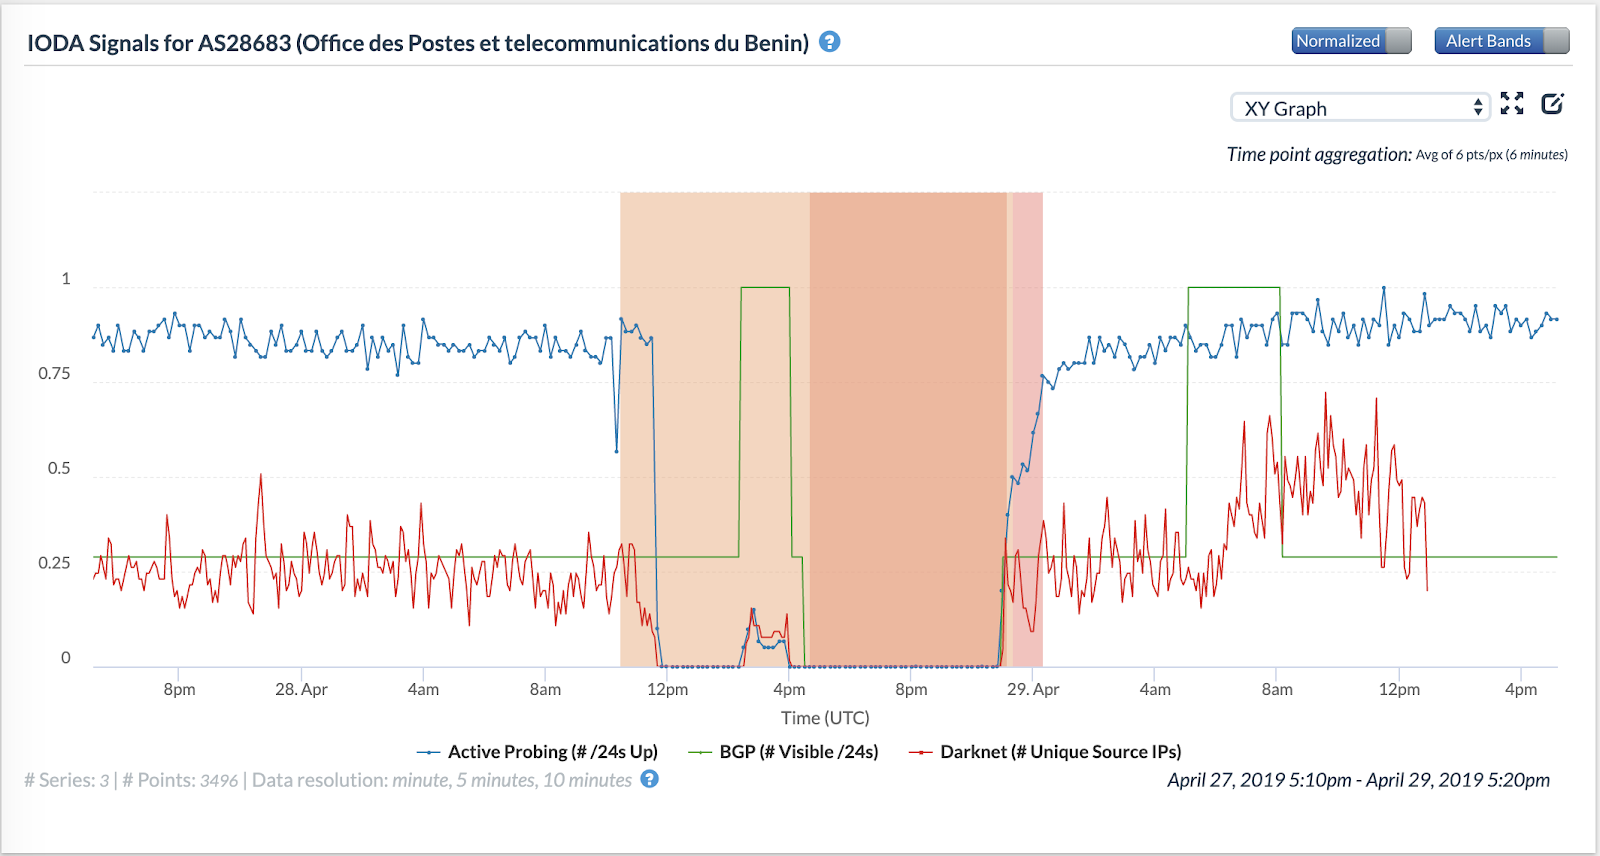 IODA Signals for AS28683 (Office des Postes et telecommunications du Benin) ?
Normalized
Alert Bands
XY Graph
Time point aggregation: Avg of 6 pts/px (6 minutes)
1
0.75
0.5
0.25
0
8pm 28. Apr 4am 8am 12pm 4pm 8pm 29. Apr 4am 8am 12pm 4pm
Time (UTC)
Active Probing (# /24s Up) BGP (# Visible /24s) Darknet (# Unique Source IPs)
# Series: 3 | # Points: 3496 | Data resolution: minute, 5 minutes, 10 minutes ?
April 27, 2019 5:10pm - April 29, 2019 5:20pm